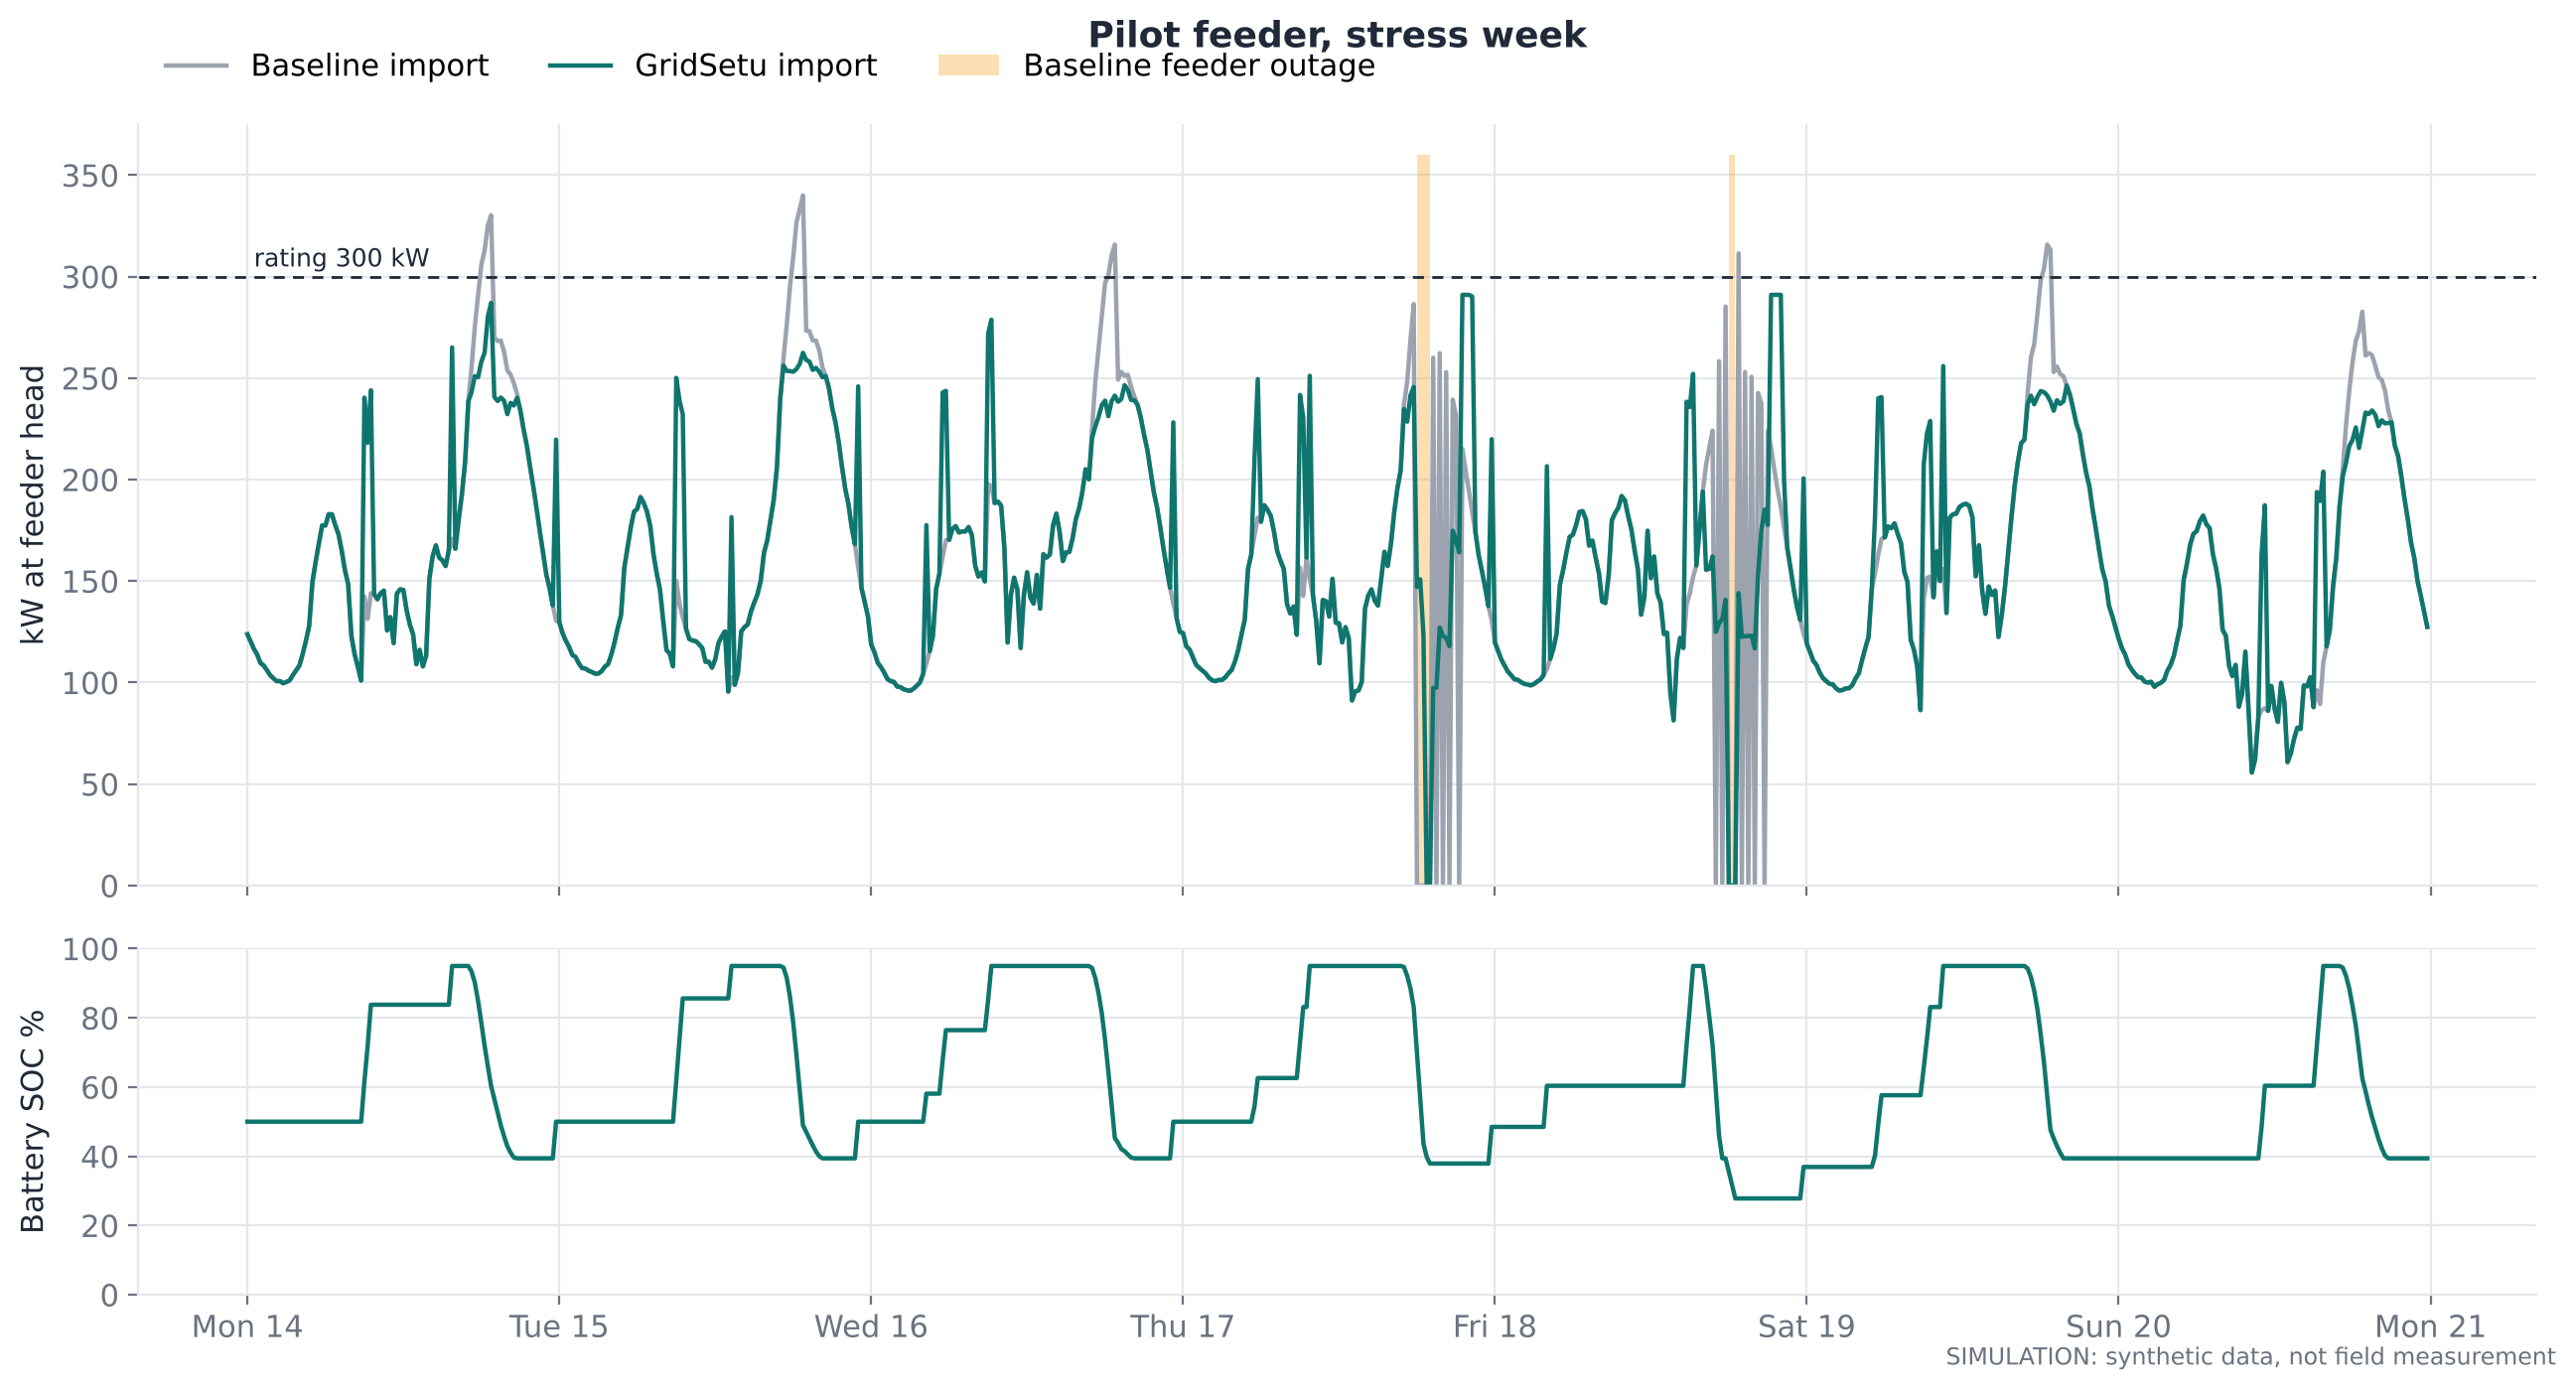 Pilot feeder, stress week
Baseline import GridSetu import Baseline feeder outage
kW at feeder head
350
300
250
200
150
100
50
0
rating 300 kW
Battery SOC %
100
80
60
40
20
0
Mon 14 Tue 15 Wed 16 Thu 17 Fri 18 Sat 19 Sun 20 Mon 21
SIMULATION: synthetic data, not field measurement